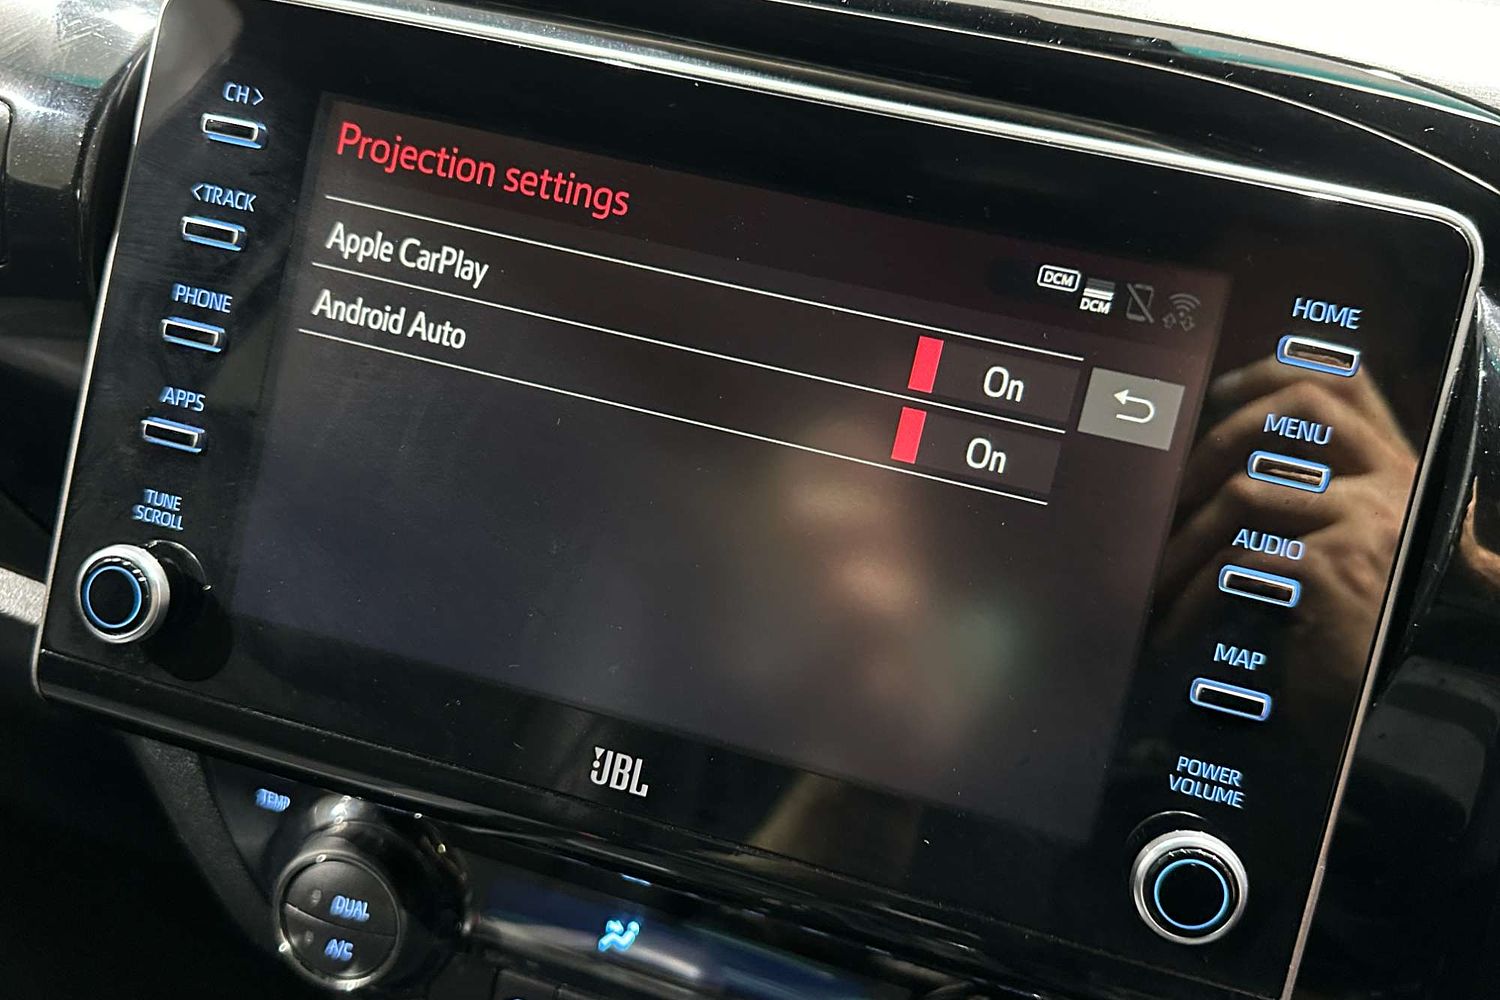 CH>
<TRACK
PHONE
APPS
TUNE
SCROLL
Projection settings
DCM
DCM
Apple CarPlay
On
Android Auto
On
HOME
MENU
AUDIO
MAP
POWER
VOLUME
JBL
TEMP
DUAL
A/C